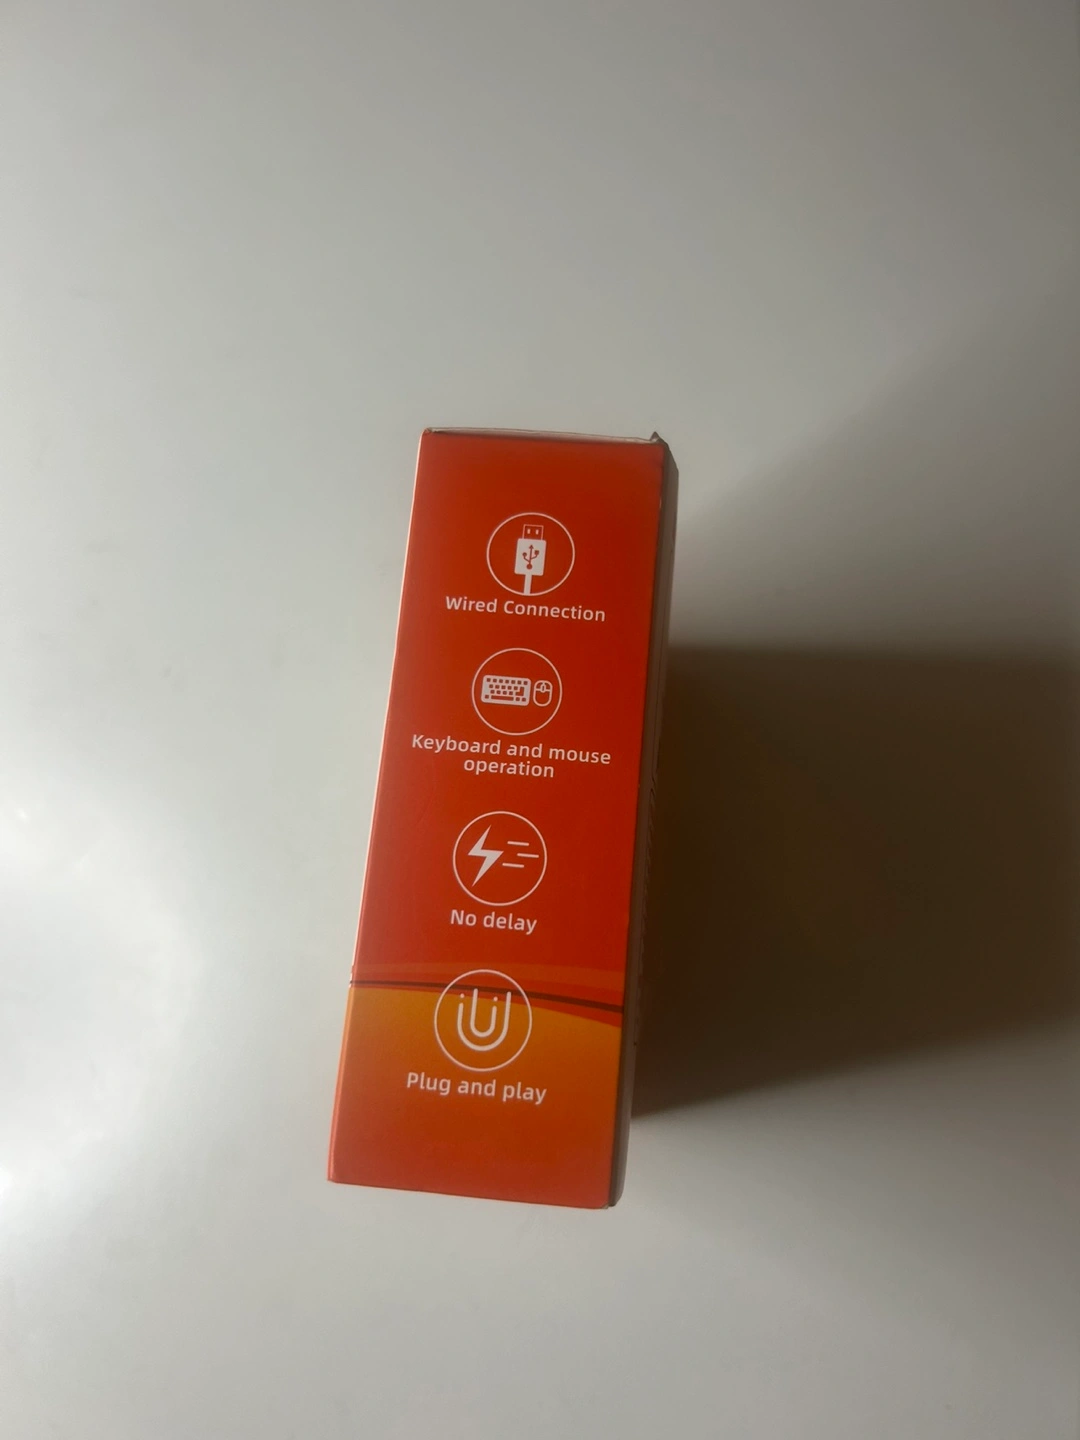 Wired Connection
Keyboard and mouse
operation
No delay
Plug and play